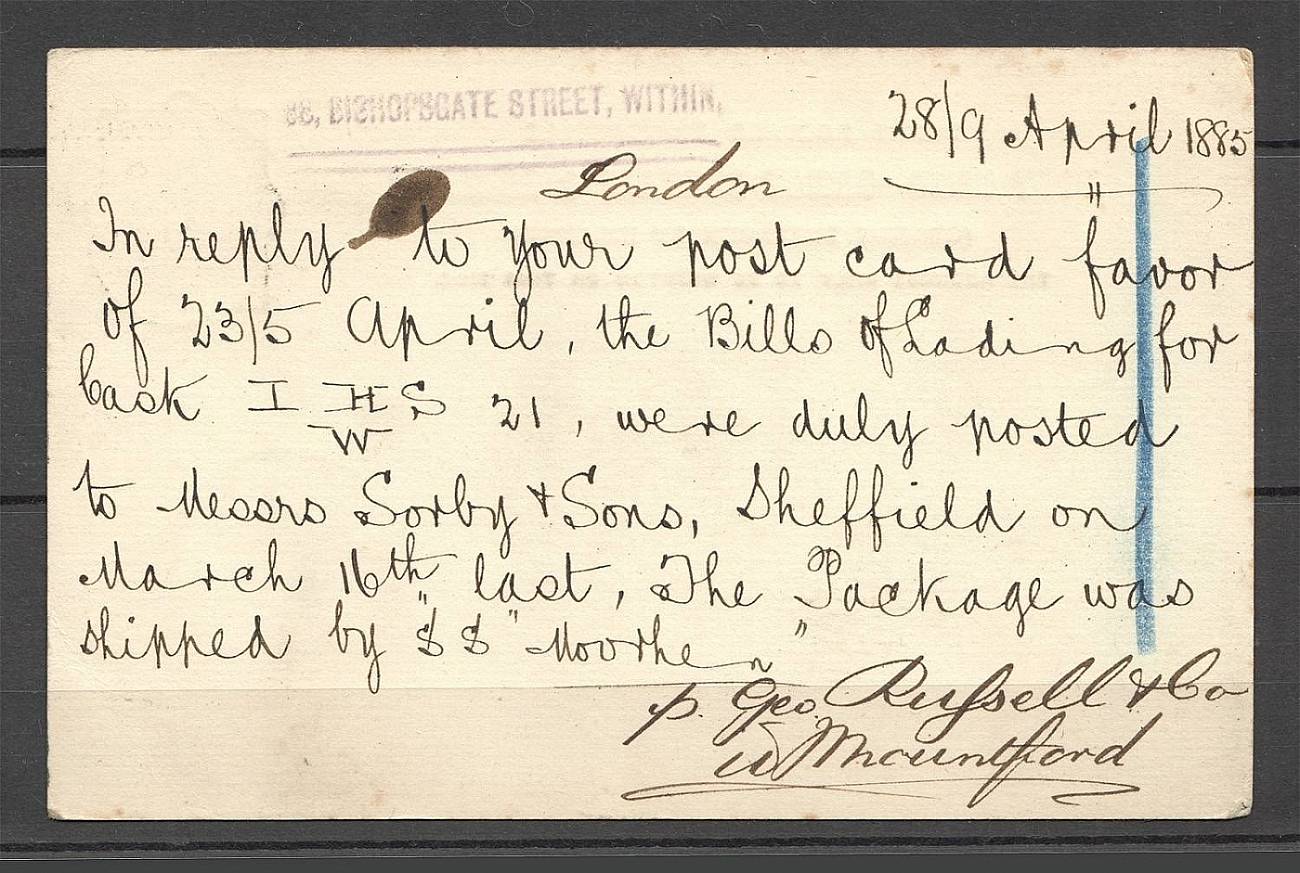 BISHOPSGATE STREET, WITHIN,
28/9 April 1885
London
In reply to your post card favor
of 23/5 April, the Bills of Lading for
Cask I HS 21, were duly posted
W
to Messrs Sorby & Sons, Sheffield on
March 16th last, The Package was
shipped by "S S" Moorhen"
p. Geo. Russell & Co
W Mountford